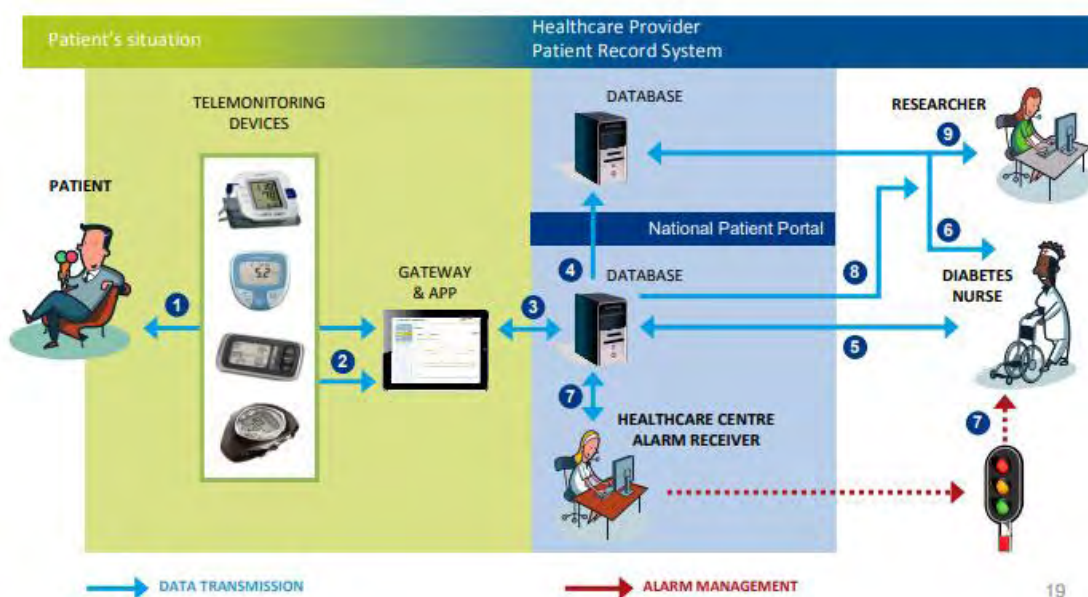 Patient's situation
Healthcare Provider
Patient Record System
TELEMONITORING
DEVICES
DATABASE
RESEARCHER
9
PATIENT
National Patient Portal
6
GATEWAY
& APP
4
DATABASE
8
DIABETES
NURSE
1
3
2
5
7
HEALTHCARE CENTRE
ALARM RECEIVER
7
DATA TRANSMISSION
ALARM MANAGEMENT
19
5.2